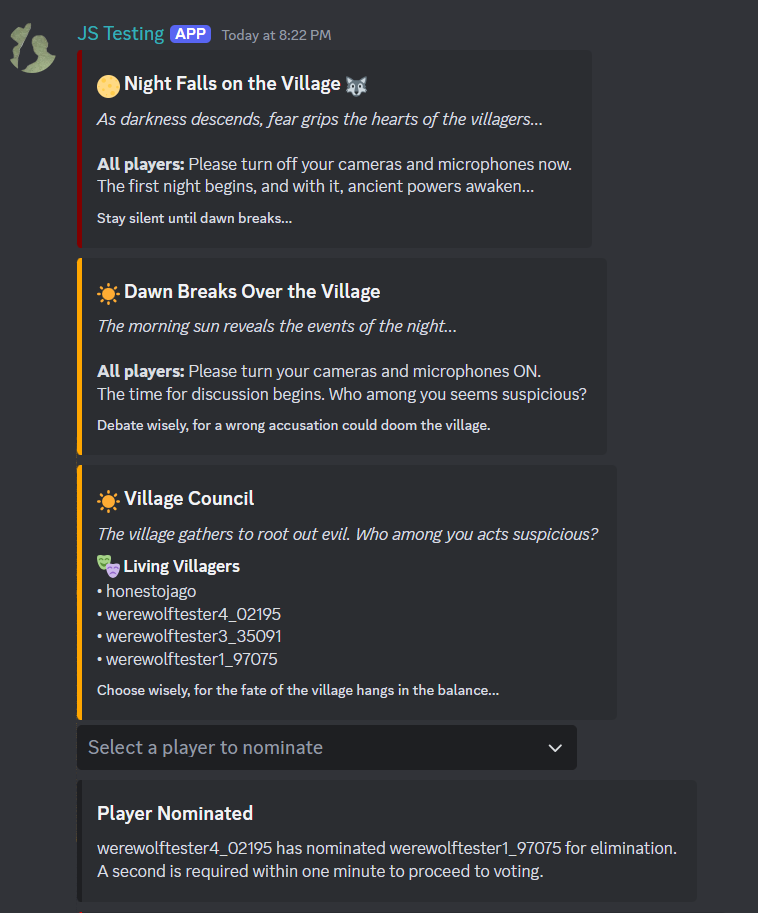 JS Testing APP Today at 8:22 PM
Night Falls on the Village
As darkness descends, fear grips the hearts of the villagers...
All players: Please turn off your cameras and microphones now.
The first night begins, and with it, ancient powers awaken...
Stay silent until dawn breaks...
Dawn Breaks Over the Village
The morning sun reveals the events of the night...
All players: Please turn your cameras and microphones ON.
The time for discussion begins. Who among you seems suspicious?
Debate wisely, for a wrong accusation could doom the village.
Village Council
The village gathers to root out evil. Who among you acts suspicious?
Living Villagers
• honestojago
• werewolftester4_02195
• werewolftester3_35091
• werewolftester1_97075
Choose wisely, for the fate of the village hangs in the balance...
Select a player to nominate
Player Nominated
werewolftester4_02195 has nominated werewolftester1_97075 for elimination.
A second is required within one minute to proceed to voting.